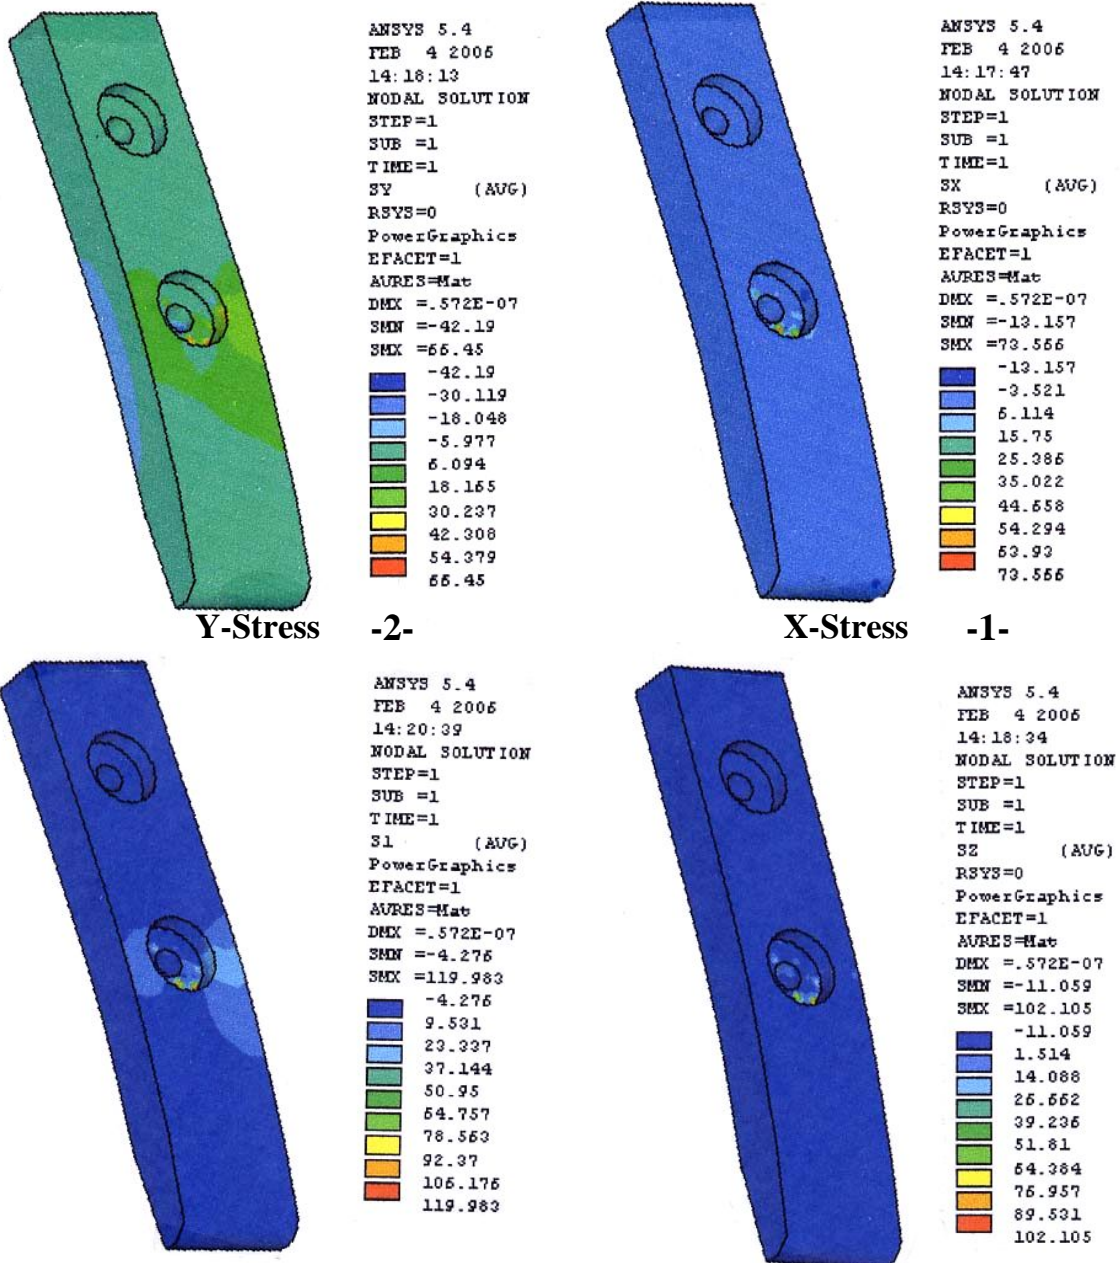 ANSYS 5.4
FEB 4 2006
14:18:13
NODAL SOLUTION
STEP=1
SUB =1
TIME=1
SY (AVG)
RSYS=0
PowerGraphics
EFACET=1
AVRES=Mat
DMX =.572E-07
SMN =-42.19
SMX =66.45
-42.19
-30.119
-18.048
-5.977
6.094
18.165
30.237
42.308
54.379
66.45
Y-Stress -2-
ANSYS 5.4
FEB 4 2006
14:17:47
NODAL SOLUTION
STEP=1
SUB =1
TIME=1
SX (AVG)
RSYS=0
PowerGraphics
EFACET=1
AVRES=Mat
DMX =.572E-07
SMN =-13.157
SMX =73.566
-13.157
-3.521
6.114
15.75
25.386
35.022
44.658
54.294
63.93
73.566
X-Stress -1-
ANSYS 5.4
FEB 4 2006
14:20:39
NODAL SOLUTION
STEP=1
SUB =1
TIME=1
S1 (AVG)
PowerGraphics
EFACET=1
AVRES=Mat
DMX =.572E-07
SMN =-4.276
SMX =119.983
-4.276
9.531
23.337
37.144
50.95
64.757
78.563
92.37
106.176
119.983
ANSYS 5.4
FEB 4 2006
14:18:34
NODAL SOLUTION
STEP=1
SUB =1
TIME=1
SZ (AVG)
RSYS=0
PowerGraphics
EFACET=1
AVRES=Mat
DMX =.572E-07
SMN =-11.059
SMX =102.105
-11.059
1.514
14.088
26.662
39.236
51.81
64.384
76.957
89.531
102.105